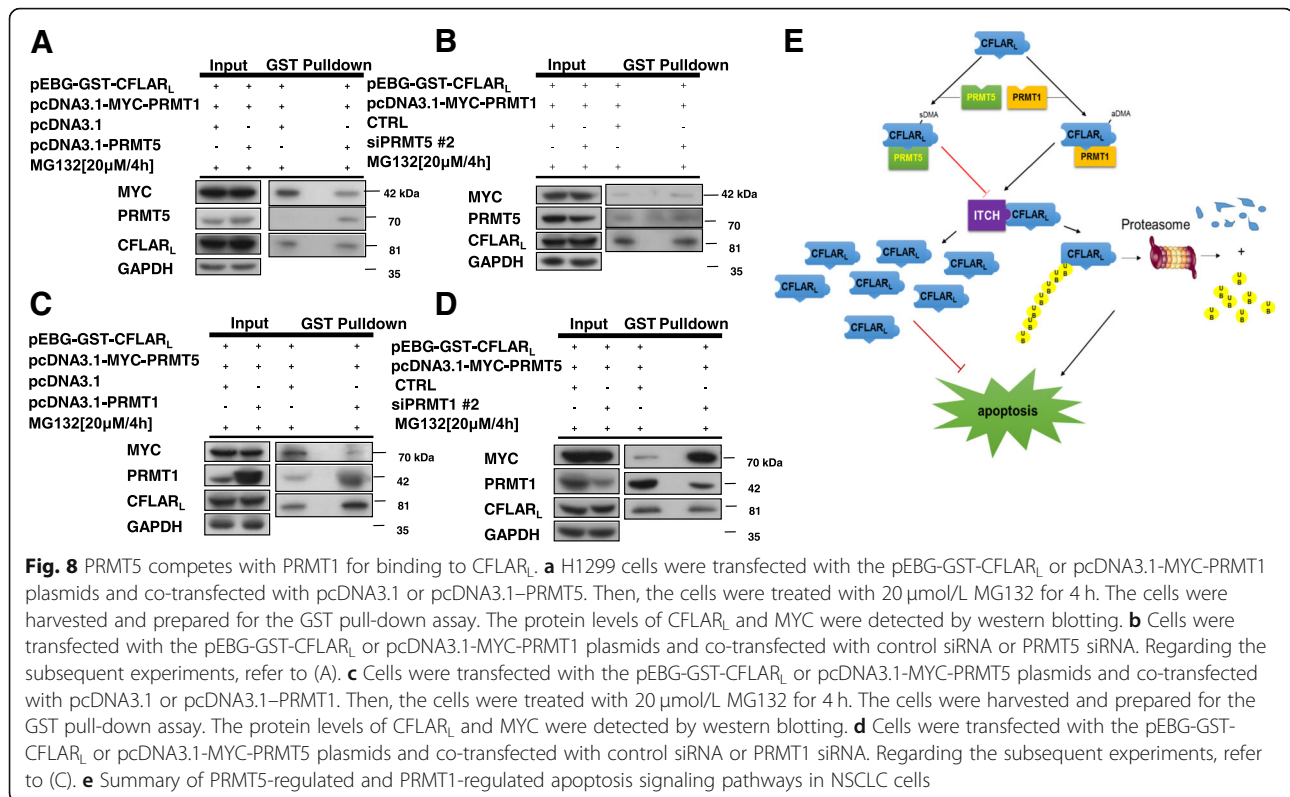 A
Input GST Pulldown
pEBG-GST-CFLARL + + + +
pcDNA3.1-MYC-PRMT1 + + + +
pcDNA3.1 + - + -
pcDNA3.1-PRMT5 - + - +
MG132[20µM/4h] + + + +
MYC 42 kDa
PRMT5 70
CFLARL 81
GAPDH 35
B
Input GST Pulldown
pEBG-GST-CFLARL + + + +
pcDNA3.1-MYC-PRMT1 + + + +
CTRL + - + -
siPRMT5 #2 - + - +
MG132[20µM/4h] + + + +
MYC 42 kDa
PRMT5 70
CFLARL 81
GAPDH 35
C
Input GST Pulldown
pEBG-GST-CFLARL + + + +
pcDNA3.1-MYC-PRMT5 + + + +
pcDNA3.1 + - + -
pcDNA3.1-PRMT1 - + - +
MG132[20µM/4h] + + + +
MYC 70 kDa
PRMT1 42
CFLARL 81
GAPDH 35
D
Input GST Pulldown
pEBG-GST-CFLARL + + + +
pcDNA3.1-MYC-PRMT5 + + + +
CTRL + - + -
siPRMT1 #2 - + - +
MG132[20µM/4h] + + + +
MYC 70 kDa
PRMT1 42
CFLARL 81
GAPDH 35
E
CFLARL
PRMT5 PRMT1
sDMA aDMA
CFLARL CFLARL
PRMT5 PRMT1
ITCH CFLARL
Proteasome
CFLARL CFLARL
CFLARL CFLARL
CFLARL CFLARL
CFLARL
CFLARL
+
UB UB UB UB UB UB UB
UB UB UB UB UB UB
apoptosis
Fig. 8 PRMT5 competes with PRMT1 for binding to CFLARL. a H1299 cells were transfected with the pEBG-GST-CFLARL or pcDNA3.1-MYC-PRMT1
plasmids and co-transfected with pcDNA3.1 or pcDNA3.1–PRMT5. Then, the cells were treated with 20 µmol/L MG132 for 4 h. The cells were
harvested and prepared for the GST pull-down assay. The protein levels of CFLARL and MYC were detected by western blotting. b Cells were
transfected with the pEBG-GST-CFLARL or pcDNA3.1-MYC-PRMT1 plasmids and co-transfected with control siRNA or PRMT5 siRNA. Regarding the
subsequent experiments, refer to (A). c Cells were transfected with the pEBG-GST-CFLARL or pcDNA3.1-MYC-PRMT5 plasmids and co-transfected
with pcDNA3.1 or pcDNA3.1–PRMT1. Then, the cells were treated with 20 µmol/L MG132 for 4 h. The cells were harvested and prepared for the
GST pull-down assay. The protein levels of CFLARL and MYC were detected by western blotting. d Cells were transfected with the pEBG-GST-
CFLARL or pcDNA3.1-MYC-PRMT5 plasmids and co-transfected with control siRNA or PRMT1 siRNA. Regarding the subsequent experiments, refer
to (C). e Summary of PRMT5-regulated and PRMT1-regulated apoptosis signaling pathways in NSCLC cells